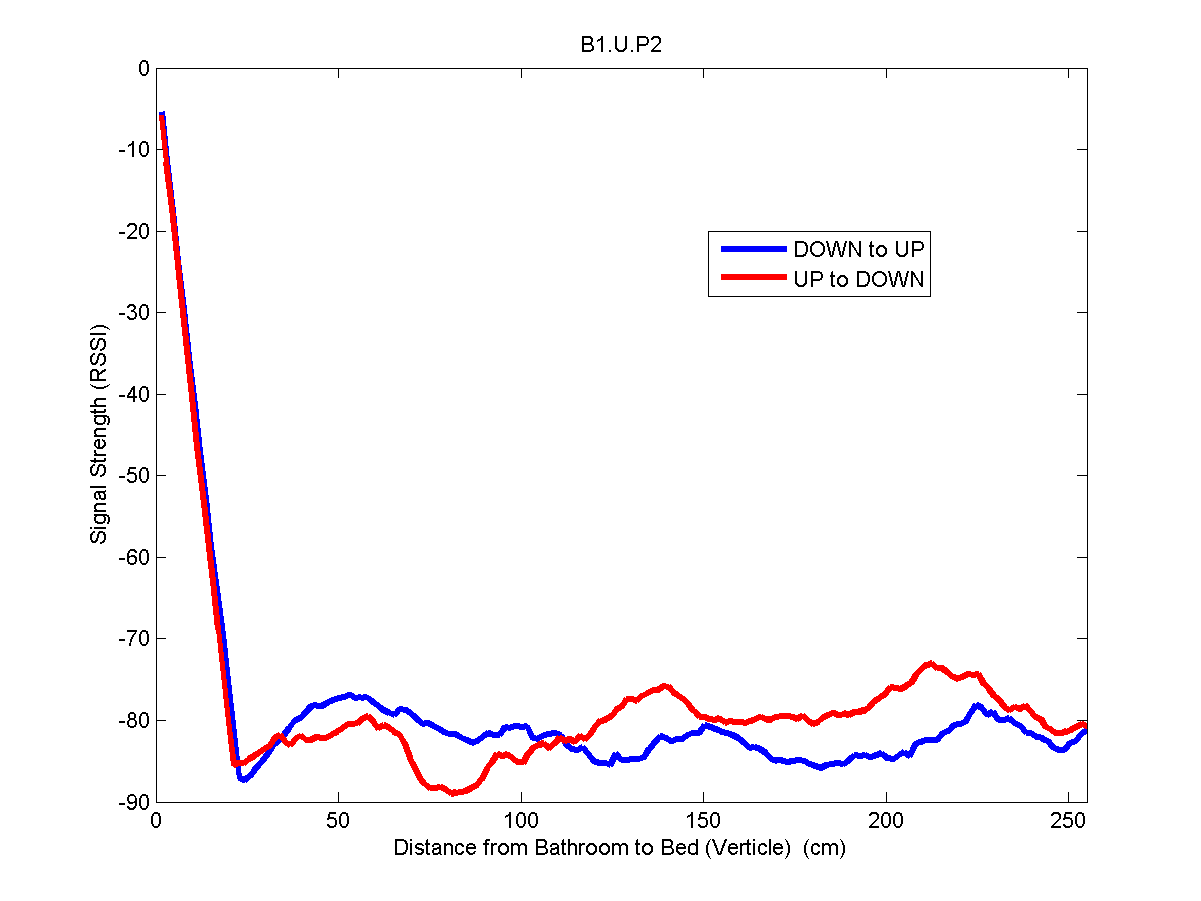 B1.U.P2
0
-10
-20
-30
-40
-50
-60
-70
-80
-90
Signal Strength (RSSI)
DOWN to UP
UP to DOWN
0 50 100 150 200 250
Distance from Bathroom to Bed (Verticle)  (cm)